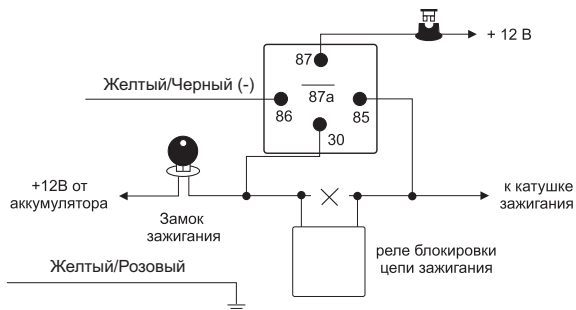 87
+ 12 В
Желтый/Черный (-)
87a
86
85
30
+12В от
аккумулятора
Замок
зажигания
к катушке
зажигания
реле блокировки
цепи зажигания
Желтый/Розовый